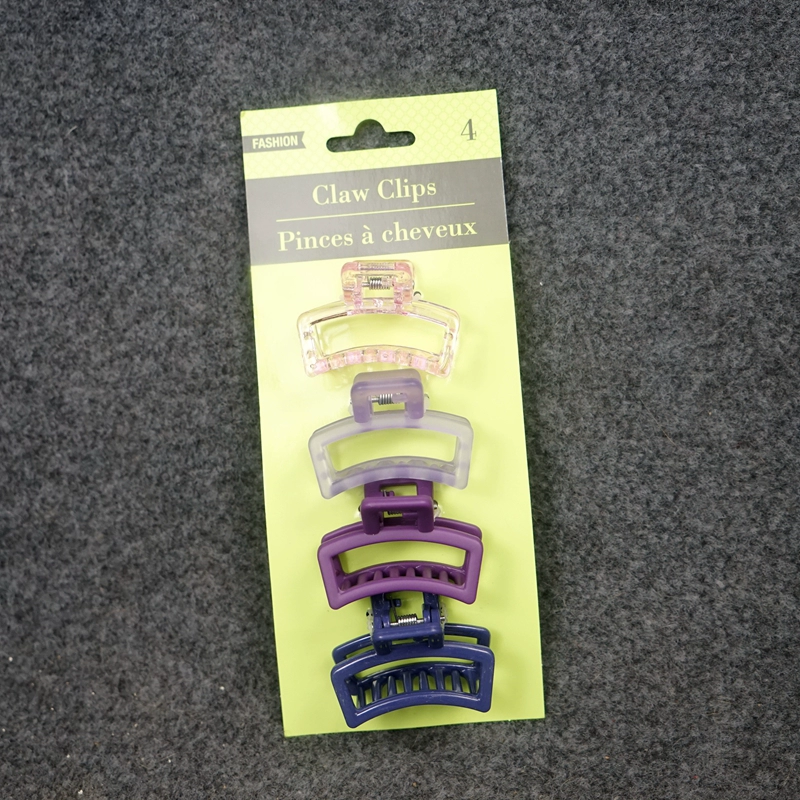 FASHION
4
Claw Clips
Pinces à cheveux